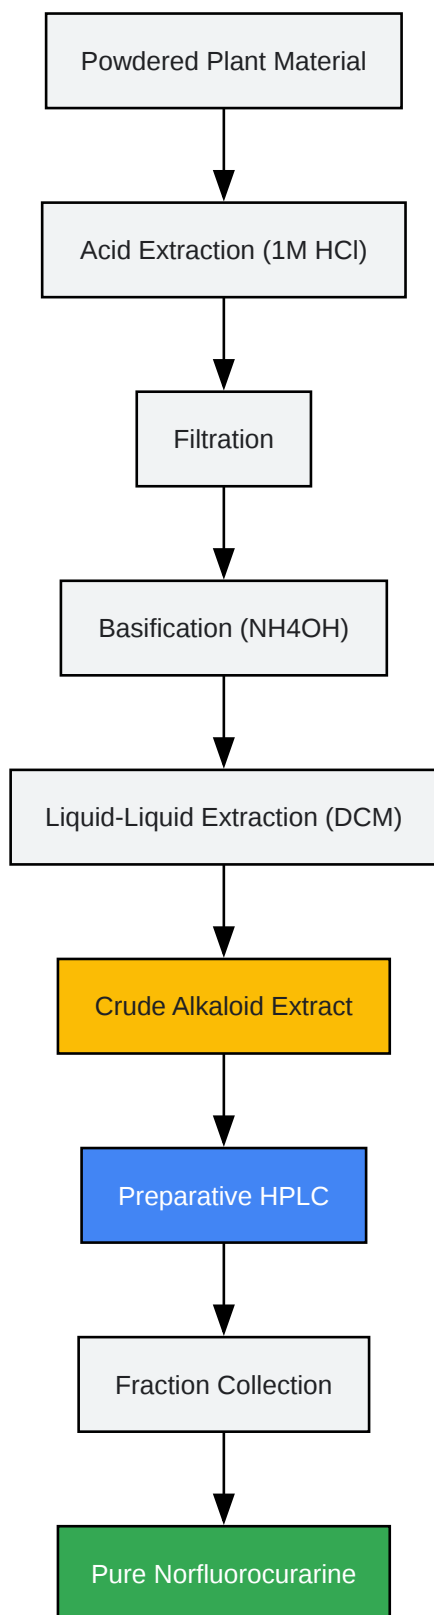 Powdered Plant Material
Acid Extraction (1M HCl)
Filtration
Basification (NH4OH)
Liquid-Liquid Extraction (DCM)
Crude Alkaloid Extract
Preparative HPLC
Fraction Collection
Pure Norfluorocurarine